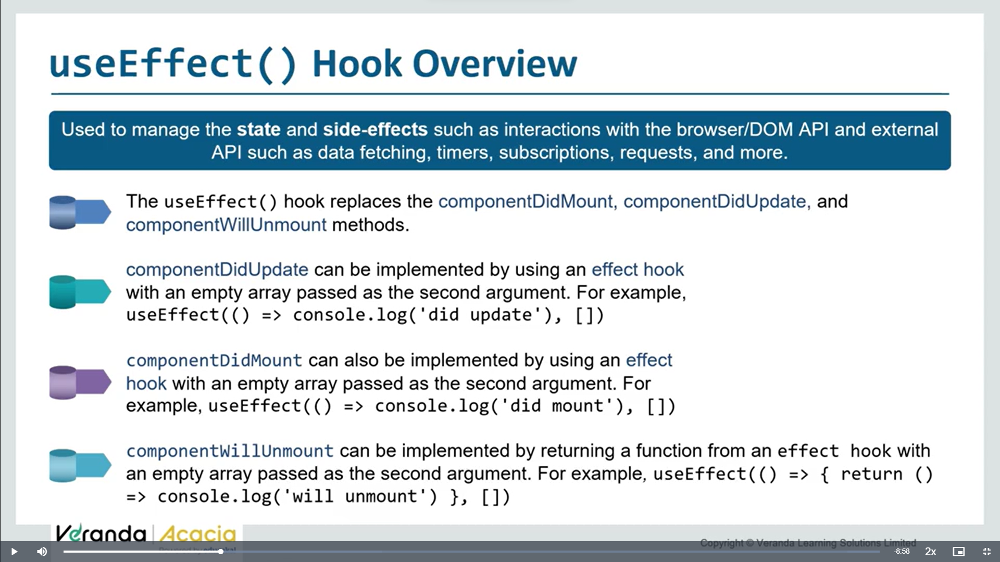 useEffect() Hook Overview
Used to manage the state and side-effects such as interactions with the browser/DOM API and external
API such as data fetching, timers, subscriptions, requests, and more.
The useEffect() hook replaces the componentDidMount, componentDidUpdate, and
componentWillUnmount methods.
componentDidUpdate can be implemented by using an effect hook
with an empty array passed as the second argument. For example,
useEffect(() => console.log('did update'), [])
componentDidMount can also be implemented by using an effect
hook with an empty array passed as the second argument. For
example, useEffect(() => console.log('did mount'), [])
componentWillUnmount can be implemented by returning a function from an effect hook with
an empty array passed as the second argument. For example, useEffect(() => { return ()
=> console.log('will unmount') }, [])
Veranda | Acacia
Copyright © Veranda Learning Solutions Limited
-8:58 2x